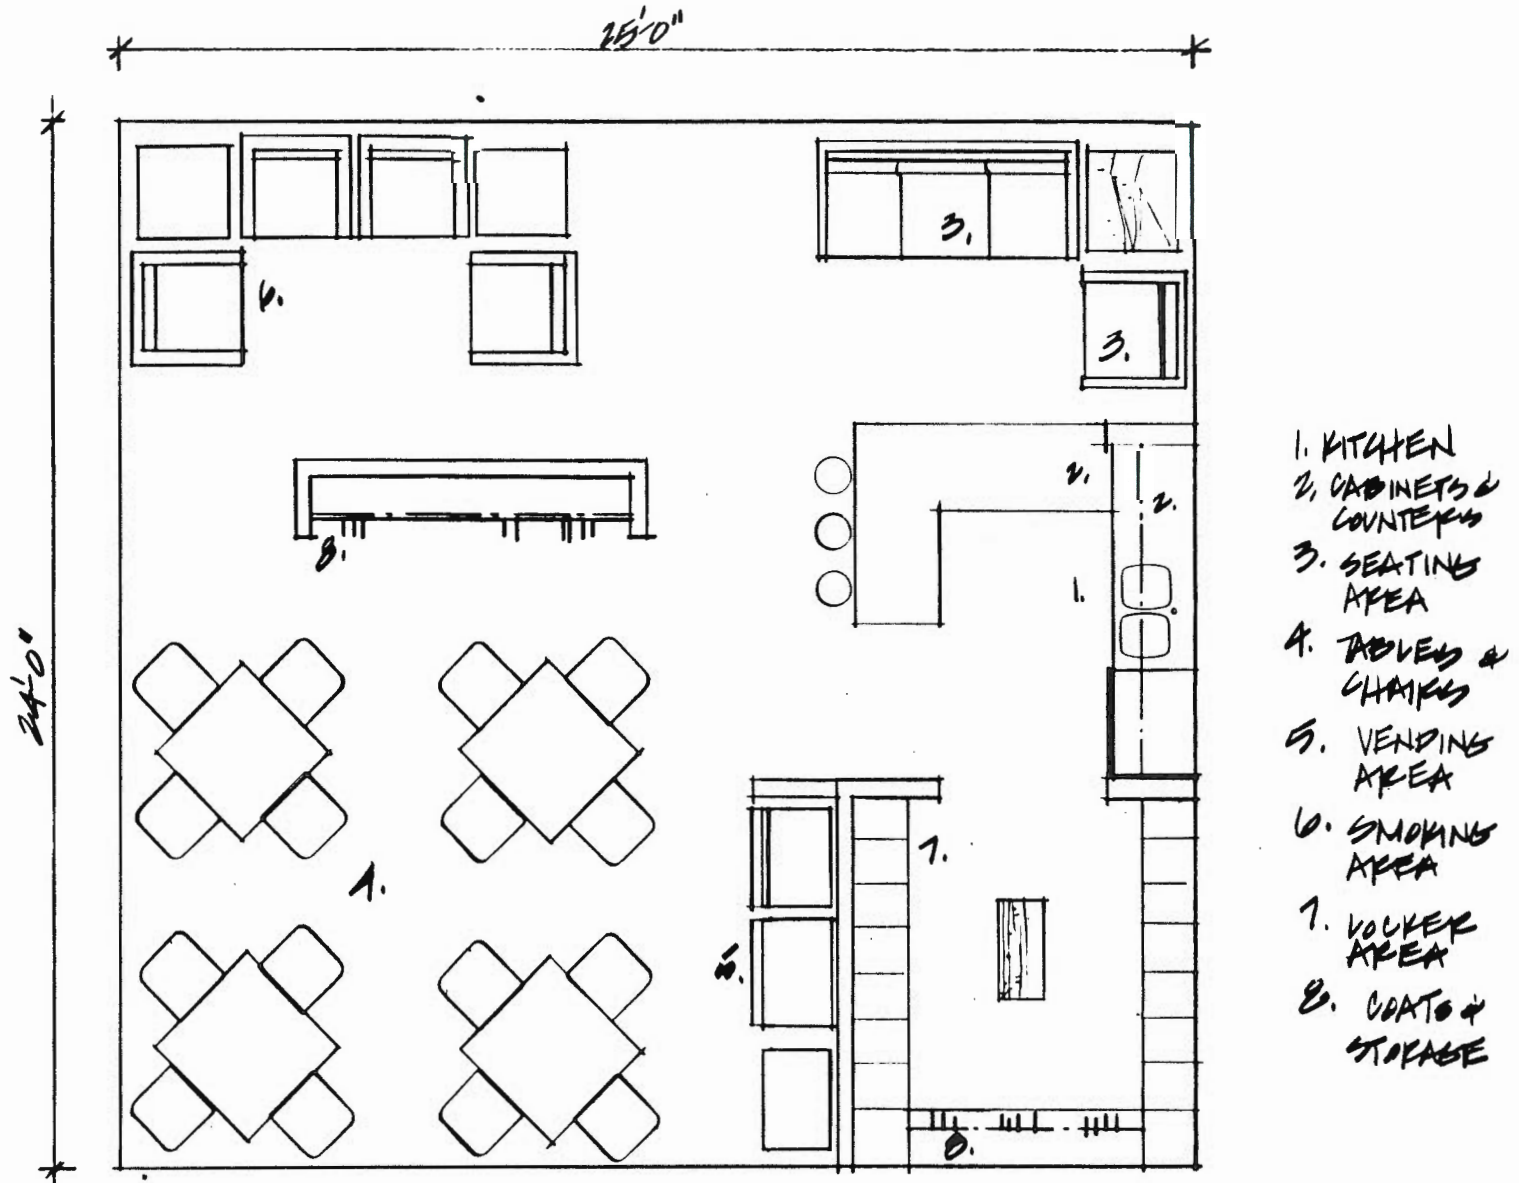 25'-0"
24'-0"
3.
6.
3.
2.
2.
8.
1.
4.
7.
5.
8.
1. KITCHEN
2. CABINETS &
COUNTERS
3. SEATING
AREA
4. TABLES &
CHAIRS
5. VENDING
AREA
6. SMOKING
AREA
7. LOCKER
AREA
8. COATS &
STORAGE